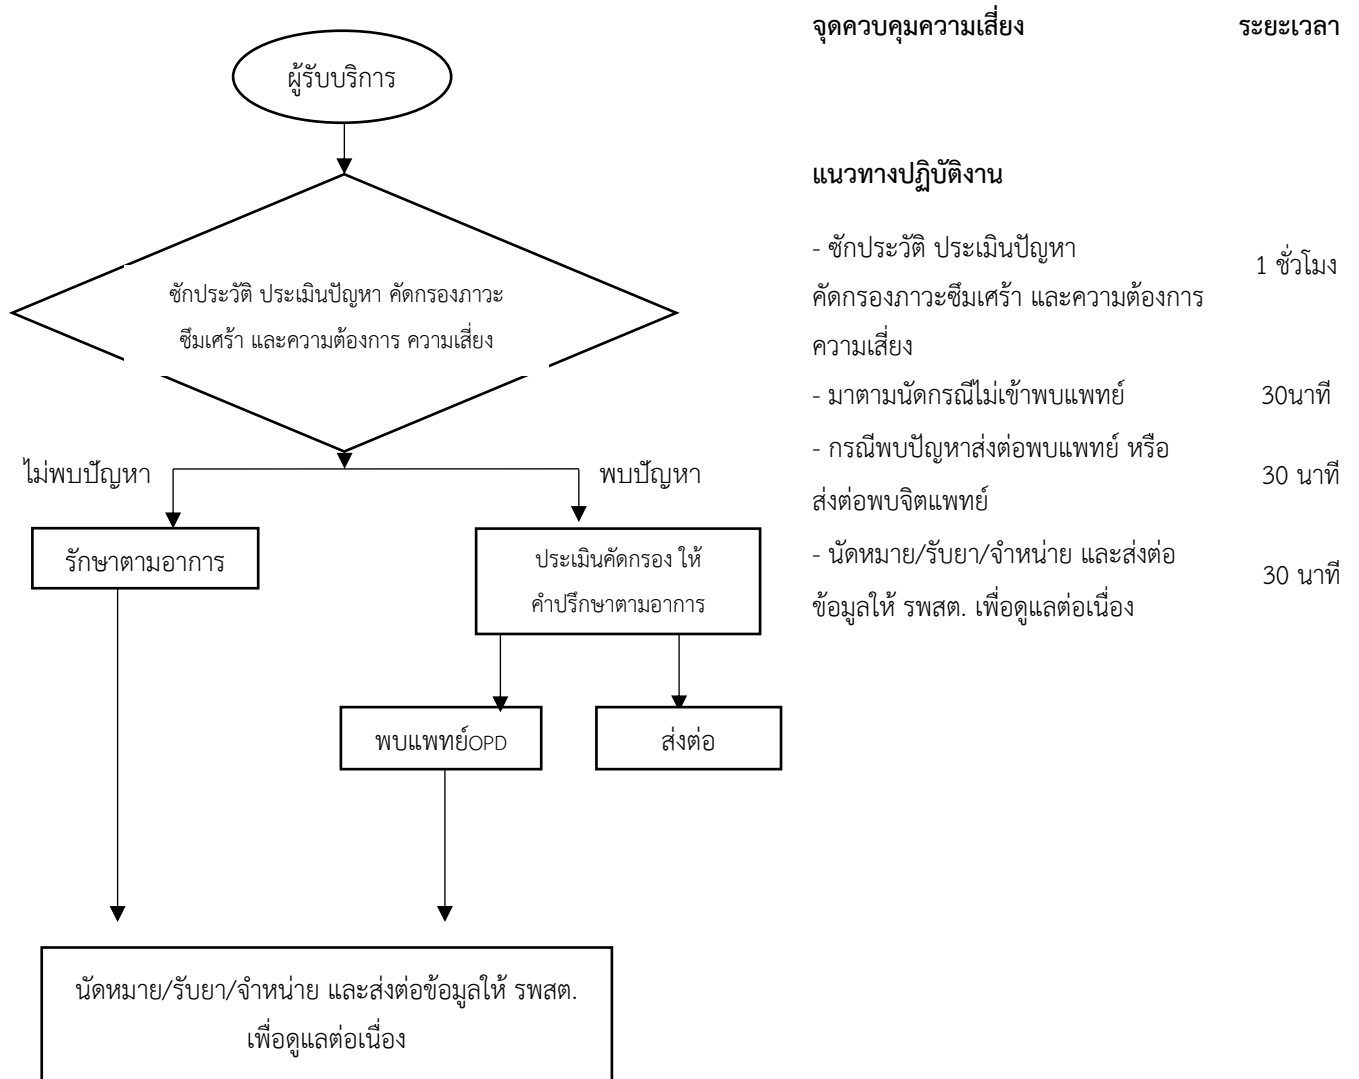 จุดควบคุมความเสี่ยง ระยะเวลา
ผู้รับบริการ
แนวทางปฏิบัติงาน
ซักประวัติ ประเมินปัญหา คัดกรองภาวะ
ซึมเศร้า และความต้องการ ความเสี่ยง
- ซักประวัติ ประเมินปัญหา
คัดกรองภาวะซึมเศร้า และความต้องการ
ความเสี่ยง
1 ชั่วโมง
- มาตามนัดกรณีไม่เข้าพบแพทย์ 30นาที
- กรณีพบปัญหาส่งต่อพบแพทย์ หรือ
ส่งต่อพบจิตแพทย์
30 นาที
- นัดหมาย/รับยา/จำหน่าย และส่งต่อ
ข้อมูลให้ รพสต. เพื่อดูแลต่อเนื่อง
30 นาที
ไม่พบปัญหา
พบปัญหา
รักษาตามอาการ
ประเมินคัดกรอง ให้
คำปรึกษาตามอาการ
พบแพทย์OPD
ส่งต่อ
นัดหมาย/รับยา/จำหน่าย และส่งต่อข้อมูลให้ รพสต.
เพื่อดูแลต่อเนื่อง